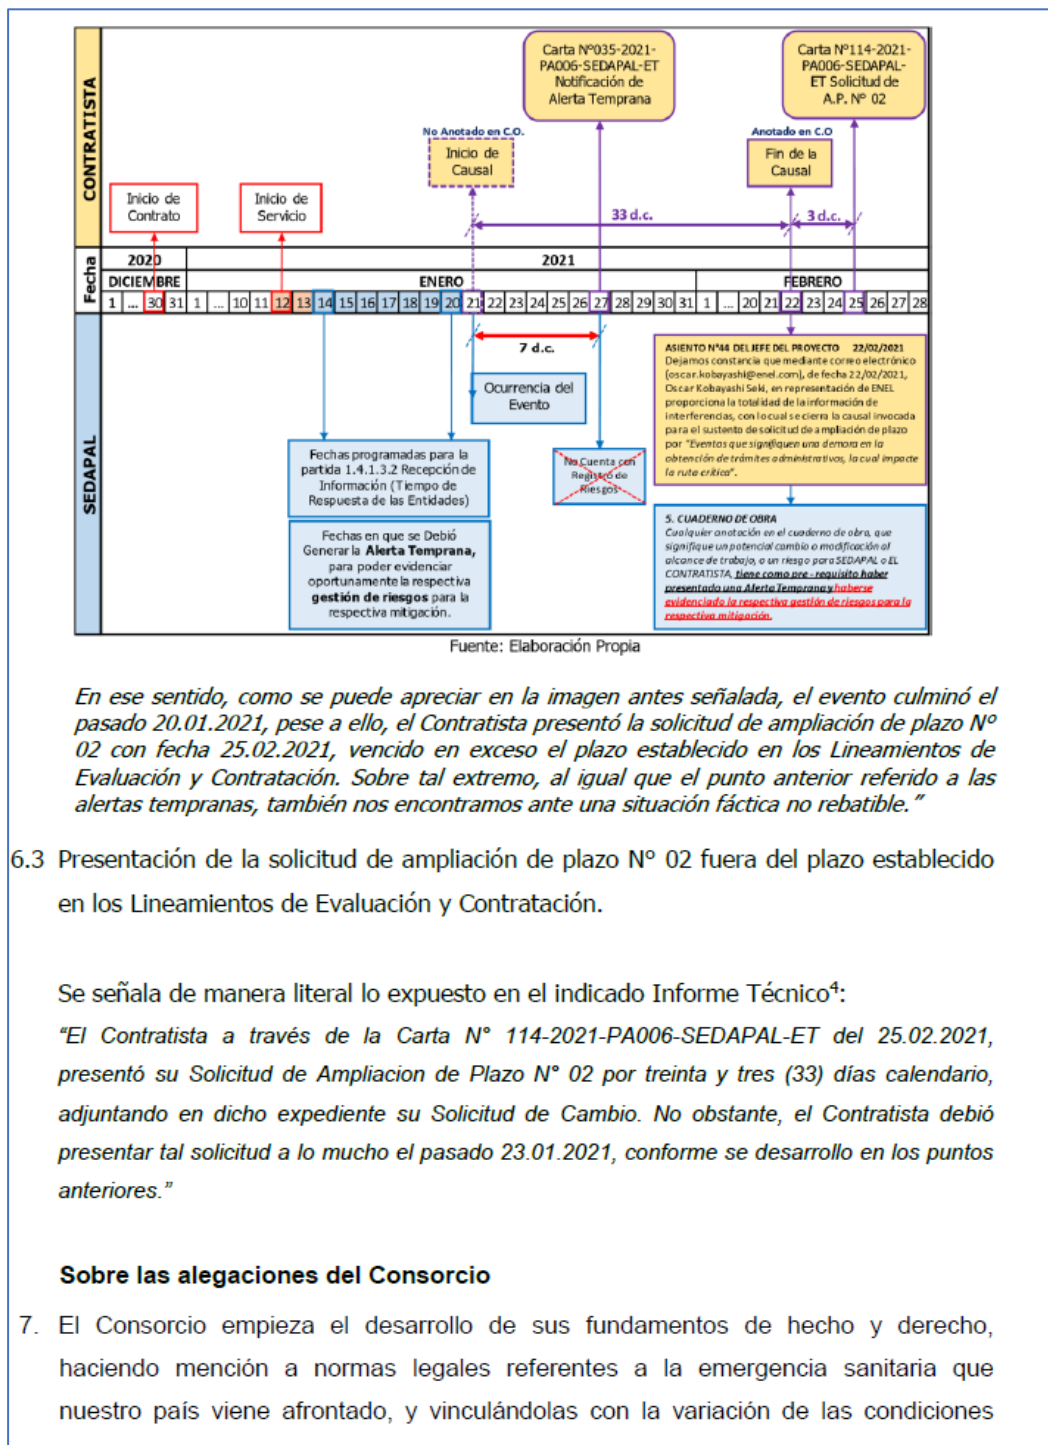 Carta N°035-2021-
PA006-SEDAPAL-ET
Notificación de
Alerta Temprana
Carta N°114-2021-
PA006-SEDAPAL-
ET Solicitud de
A.P. N° 02
CONTRATISTA
No Anotado en C.O.
Inicio de
Causal
Anotado en C.O
Fin de la
Causal
Inicio de
Contrato
Inicio de
Servicio
33 d.c.
3 d.c.
Fecha
2020
2021
DICIEMBRE
ENERO
FEBRERO
1 ... 30 31 1 ... 10 11 12 13 14 15 16 17 18 19 20 21 22 23 24 25 26 27 28 29 30 31 1 ... 20 21 22 23 24 25 26 27 28
SEDAPAL
7 d.c.
Ocurrencia del
Evento
Fechas programadas para la
partida 1.4.1.3.2 Recepción de
Información (Tiempo de
Respuesta de las Entidades)
Fechas en que se Debió
Generar la Alerta Temprana,
para poder evidenciar
oportunamente la respectiva
gestión de riesgos para la
respectiva mitigación.
No Cuenta con
Registro de
Riesgos
ASIENTO N°44 DEL JEFE DEL PROYECTO 22/02/2021
Dejamos constancia que mediante correo electrónico
(oscar.kobayashi@enel.com), de fecha 22/02/2021,
Oscar Kobayashi Seki, en representación de ENEL
proporciona la totalidad de la información de
interferencias, con lo cual se cierra la causal invocada
para el sustento de solicitud de ampliación de plazo
por "Eventos que signifiquen una demora en la
obtención de trámites administrativos, la cual impacte
la ruta crítica".
5. CUADERNO DE OBRA
Cualquier anotación en el cuaderno de obra, que
signifique un potencial cambio o modificación al
alcance de trabajo, o un riesgo para SEDAPAL o EL
CONTRATISTA, tiene como pre - requisito haber
presentado una Alerta Temprana y haberse
evidenciado la respectiva gestión de riesgos para la
respectiva mitigación.
Fuente: Elaboración Propia
En ese sentido, como se puede apreciar en la imagen antes señalada, el evento culminó el
pasado 20.01.2021, pese a ello, el Contratista presentó la solicitud de ampliación de plazo Nº
02 con fecha 25.02.2021, vencido en exceso el plazo establecido en los Lineamientos de
Evaluación y Contratación. Sobre tal extremo, al igual que el punto anterior referido a las
alertas tempranas, también nos encontramos ante una situación fáctica no rebatible."
6.3 Presentación de la solicitud de ampliación de plazo Nº 02 fuera del plazo establecido
en los Lineamientos de Evaluación y Contratación.
Se señala de manera literal lo expuesto en el indicado Informe Técnico4:
"El Contratista a través de la Carta N° 114-2021-PA006-SEDAPAL-ET del 25.02.2021,
presentó su Solicitud de Ampliacion de Plazo N° 02 por treinta y tres (33) días calendario,
adjuntando en dicho expediente su Solicitud de Cambio. No obstante, el Contratista debió
presentar tal solicitud a lo mucho el pasado 23.01.2021, conforme se desarrollo en los puntos
anteriores."
Sobre las alegaciones del Consorcio
7. El Consorcio empieza el desarrollo de sus fundamentos de hecho y derecho,
haciendo mención a normas legales referentes a la emergencia sanitaria que
nuestro país viene afrontado, y vinculándolas con la variación de las condiciones